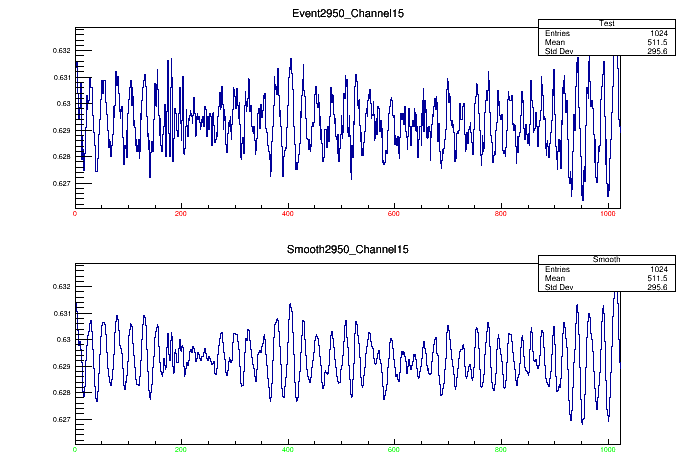 Event2950_Channel15
Test
Entries 1024
Mean 511.5
Std Dev 295.6
0.632
0.631
0.63
0.629
0.628
0.627
0 200 400 600 800 1000
Smooth2950_Channel15
Smooth
Entries 1024
Mean 511.5
Std Dev 295.6
0.632
0.631
0.63
0.629
0.628
0.627
0 200 400 600 800 1000